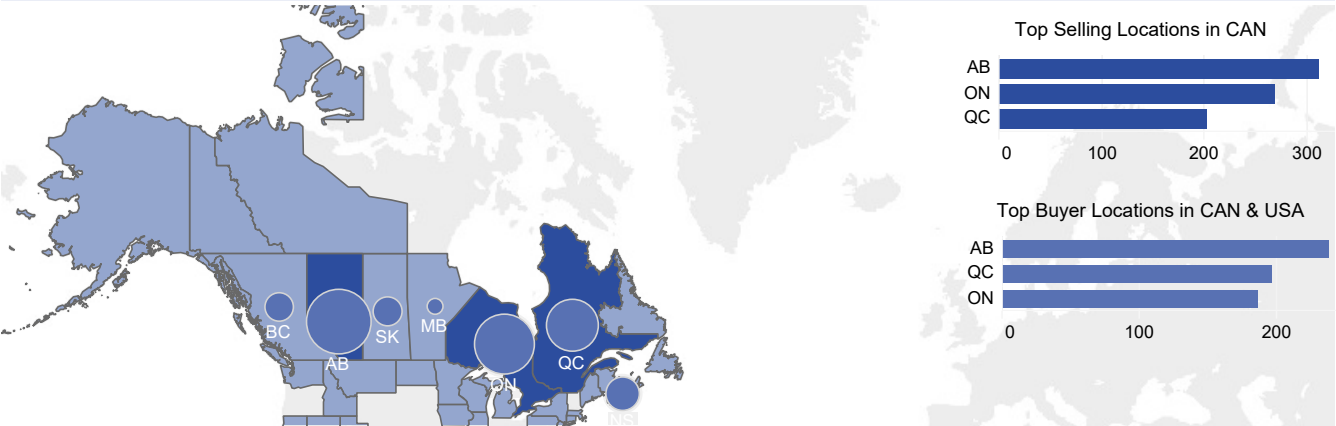 Top Selling Locations in CAN
AB
ON
QC
0 100 200 300
Top Buyer Locations in CAN & USA
AB
QC
ON
0 100 200
BC
AB
SK
MB
ON
QC
NS